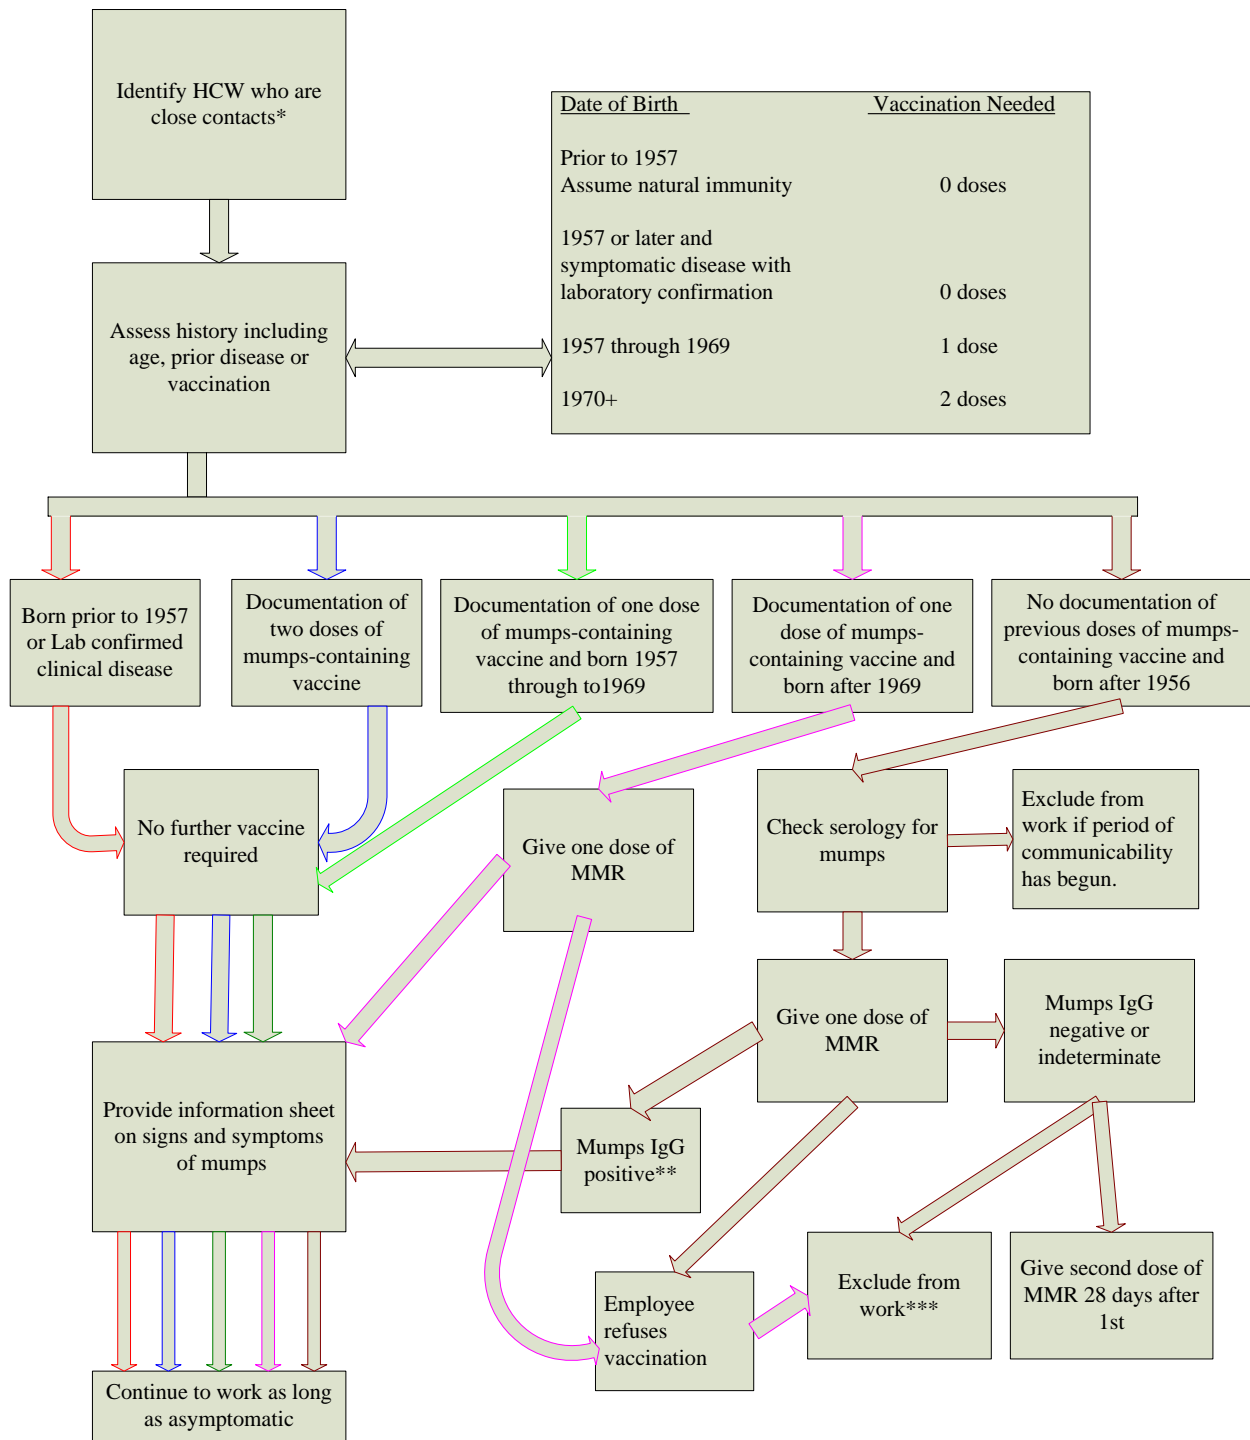 Identify HCW who are
close contacts*
Date of Birth Vaccination Needed
Prior to 1957
Assume natural immunity 0 doses
1957 or later and
symptomatic disease with
laboratory confirmation 0 doses
1957 through 1969 1 dose
1970+ 2 doses
Assess history including
age, prior disease or
vaccination
Born prior to 1957
or Lab confirmed
clinical disease
Documentation of
two doses of
mumps-containing
vaccine
Documentation of one dose
of mumps-containing
vaccine and born 1957
through to1969
Documentation of one
dose of mumps-
containing vaccine and
born after 1969
No documentation of
previous doses of mumps-
containing vaccine and
born after 1956
No further vaccine
required
Give one dose of
MMR
Check serology for
mumps
Exclude from
work if period of
communicability
has begun.
Give one dose of
MMR
Mumps IgG
negative or
indeterminate
Provide information sheet
on signs and symptoms
of mumps
Mumps IgG
positive**
Employee
refuses
vaccination
Exclude from
work***
Give second dose of
MMR 28 days after
1st
Continue to work as long
as asymptomatic